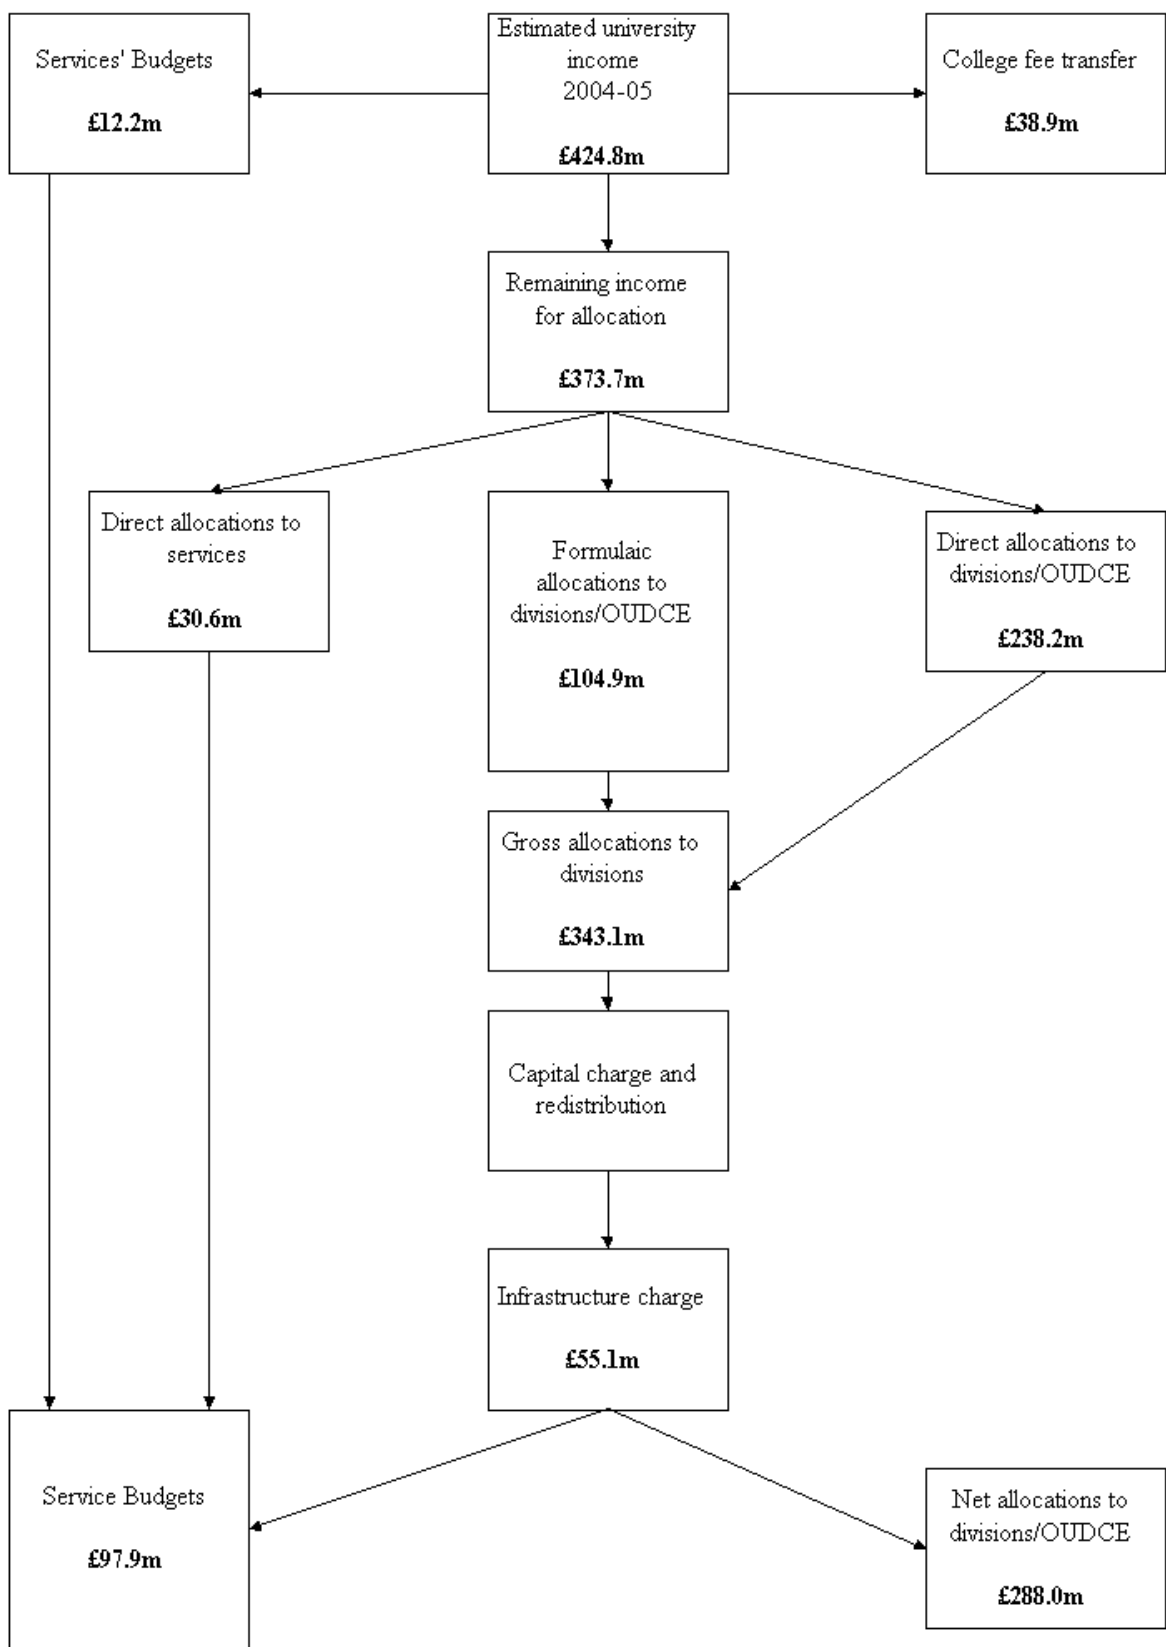 Services' Budgets
£12.2m
Estimated university
income
2004-05
£424.8m
College fee transfer
£38.9m
Remaining income
for allocation
£373.7m
Direct allocations to
services
£30.6m
Formulaic
allocations to
divisions/OUDCE
£104.9m
Direct allocations to
divisions/OUDCE
£238.2m
Gross allocations to
divisions
£343.1m
Capital charge and
redistribution
Infrastructure charge
£55.1m
Service Budgets
£97.9m
Net allocations to
divisions/OUDCE
£288.0m